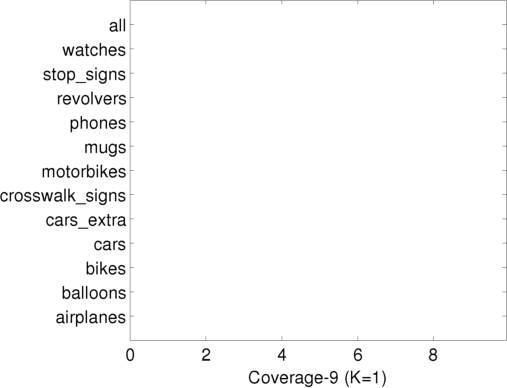 all
watches
stop_signs
revolvers
phones
mugs
motorbikes
crosswalk_signs
cars_extra
cars
bikes
balloons
airplanes
0 2 4 6 8
Coverage-9 (K=1)